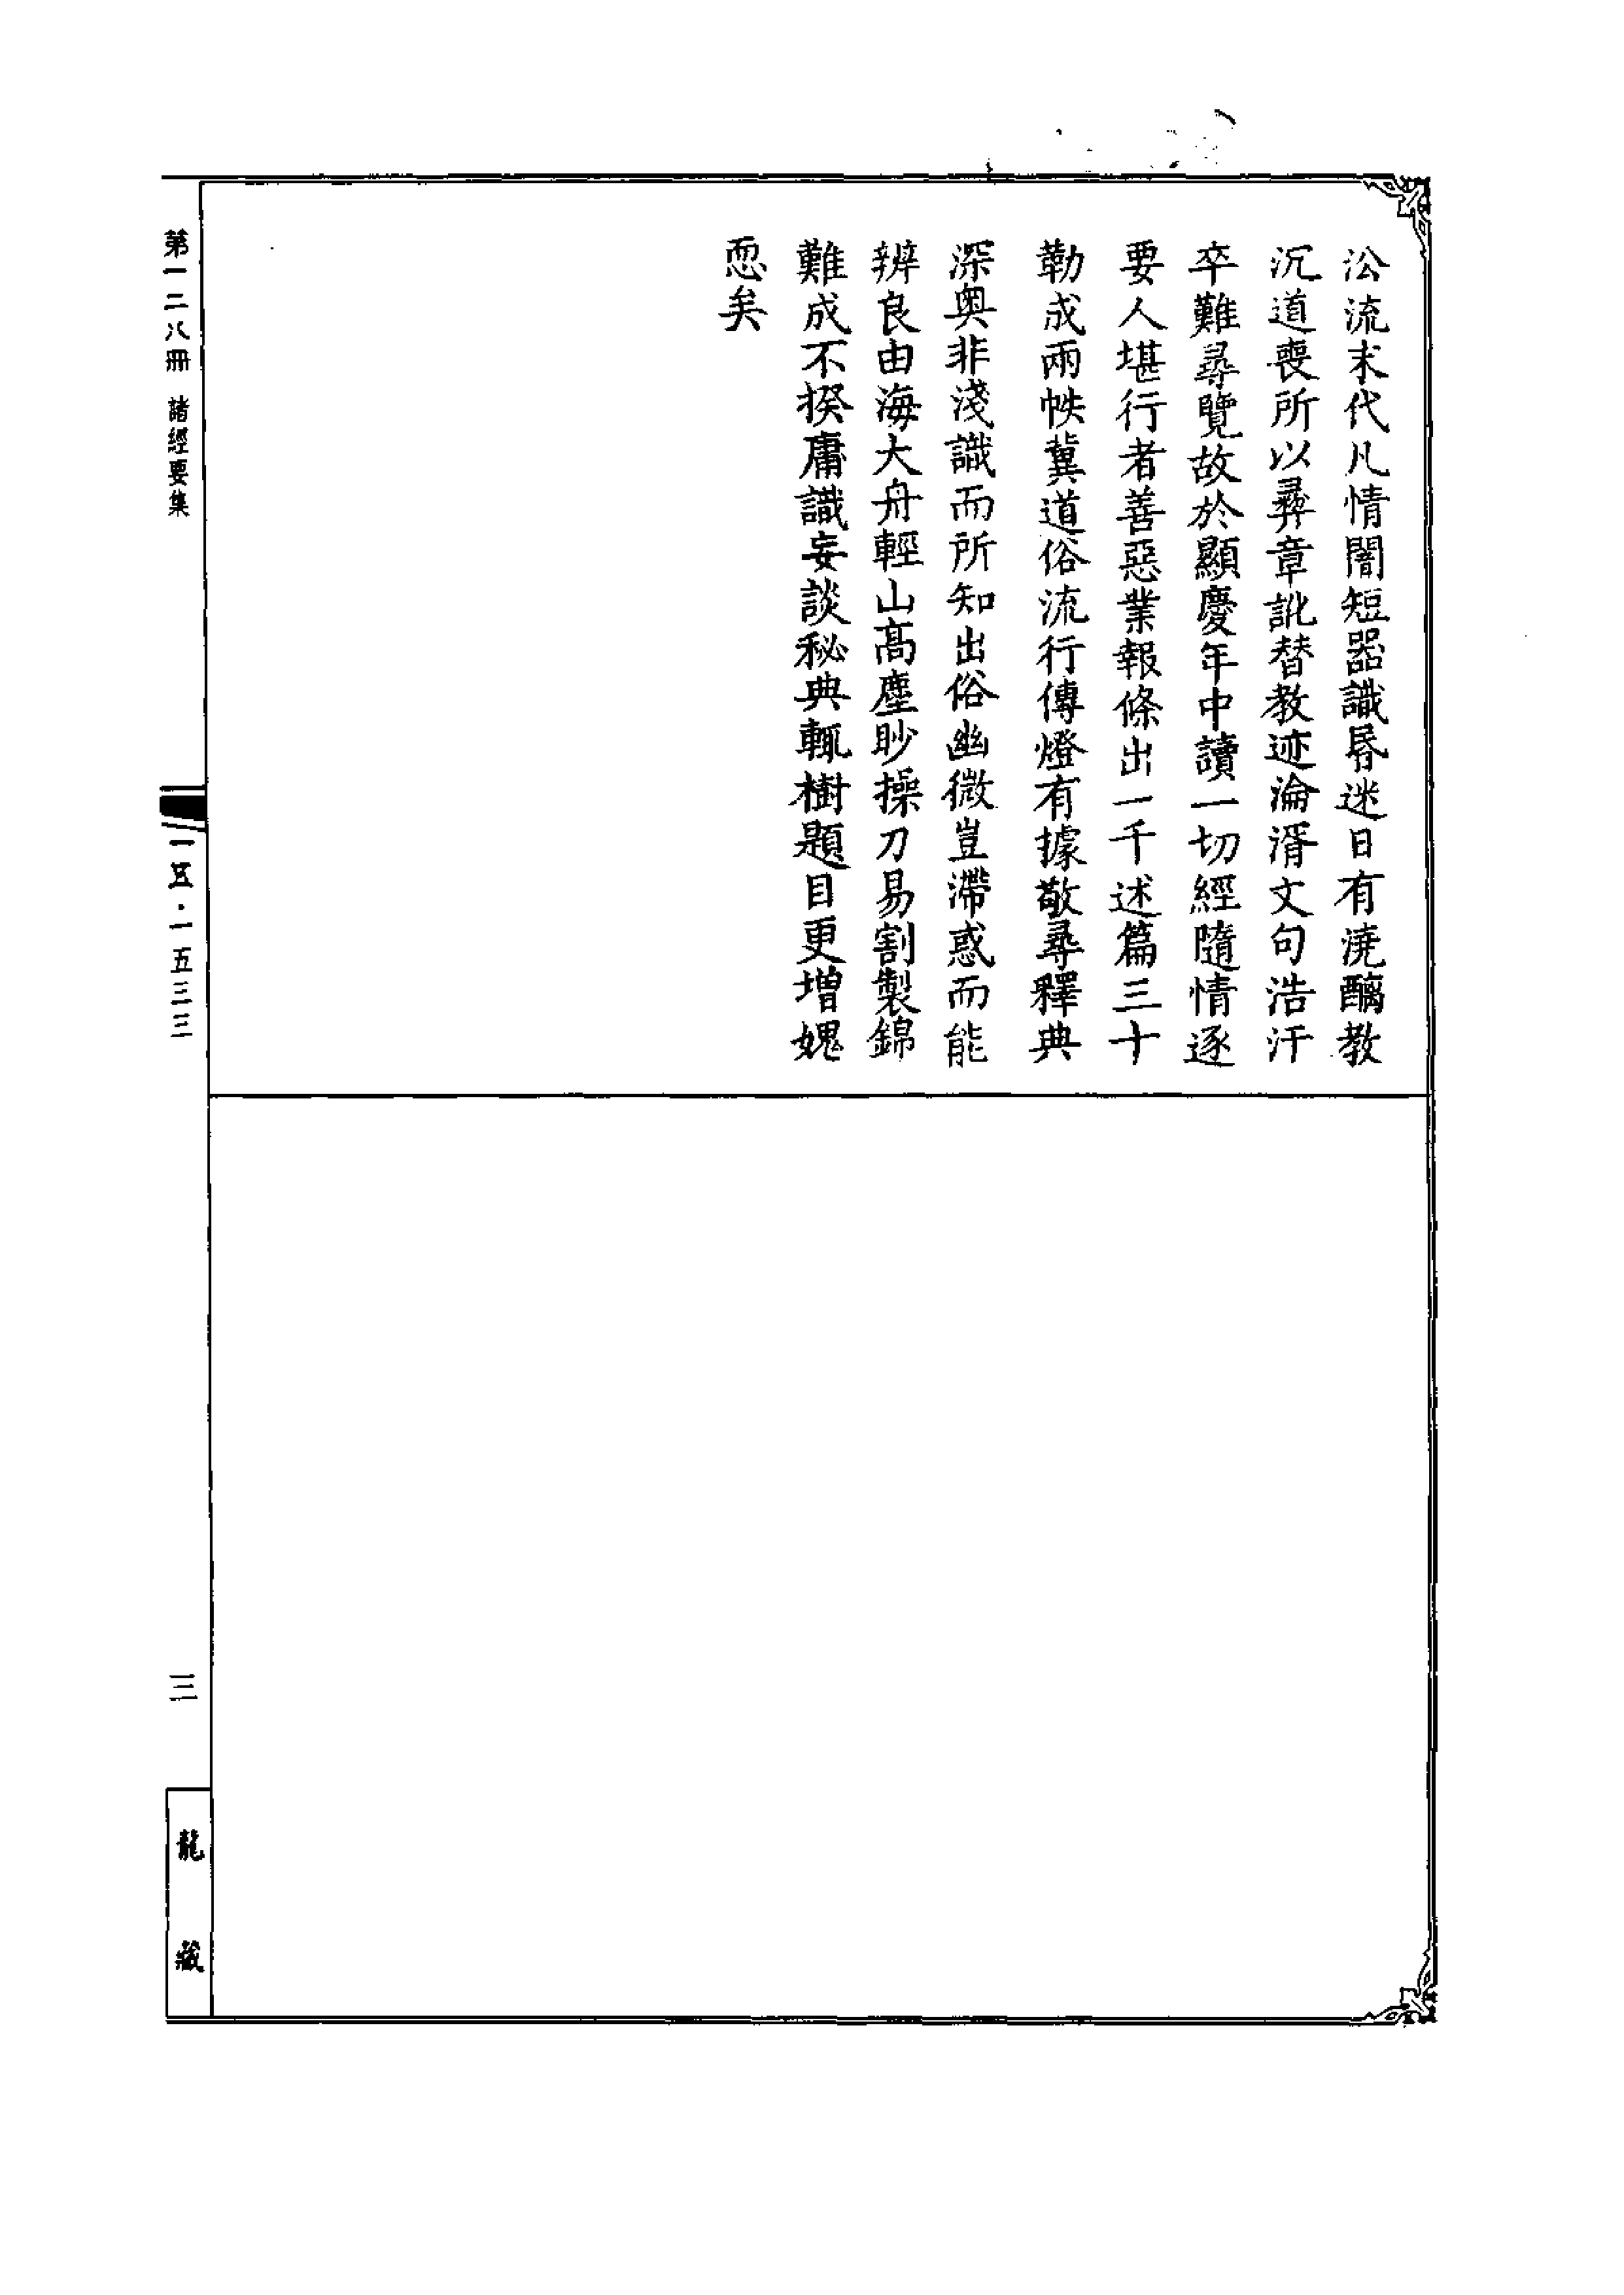 㳂流末代凡情闇短器識昏迷日有澆醨教
沉道喪所以彞章訛替教迹淪湑文句浩汗
卒難尋覽故於顯慶年中讀一切經隨情逐
要人堪行者善惡業報條出一千述篇三十
勒成兩帙冀道俗流行傳燈有據敬尋釋典
深奧非淺識而所知出俗幽微豈滯惑而能
辨良由海大舟輕山高塵眇操刀易割製錦
難成不揆庸識妄談秘典輒樹題目更增媿
恧矣
第一二八冊 諸經要集
一五·一五三三
三
龍藏